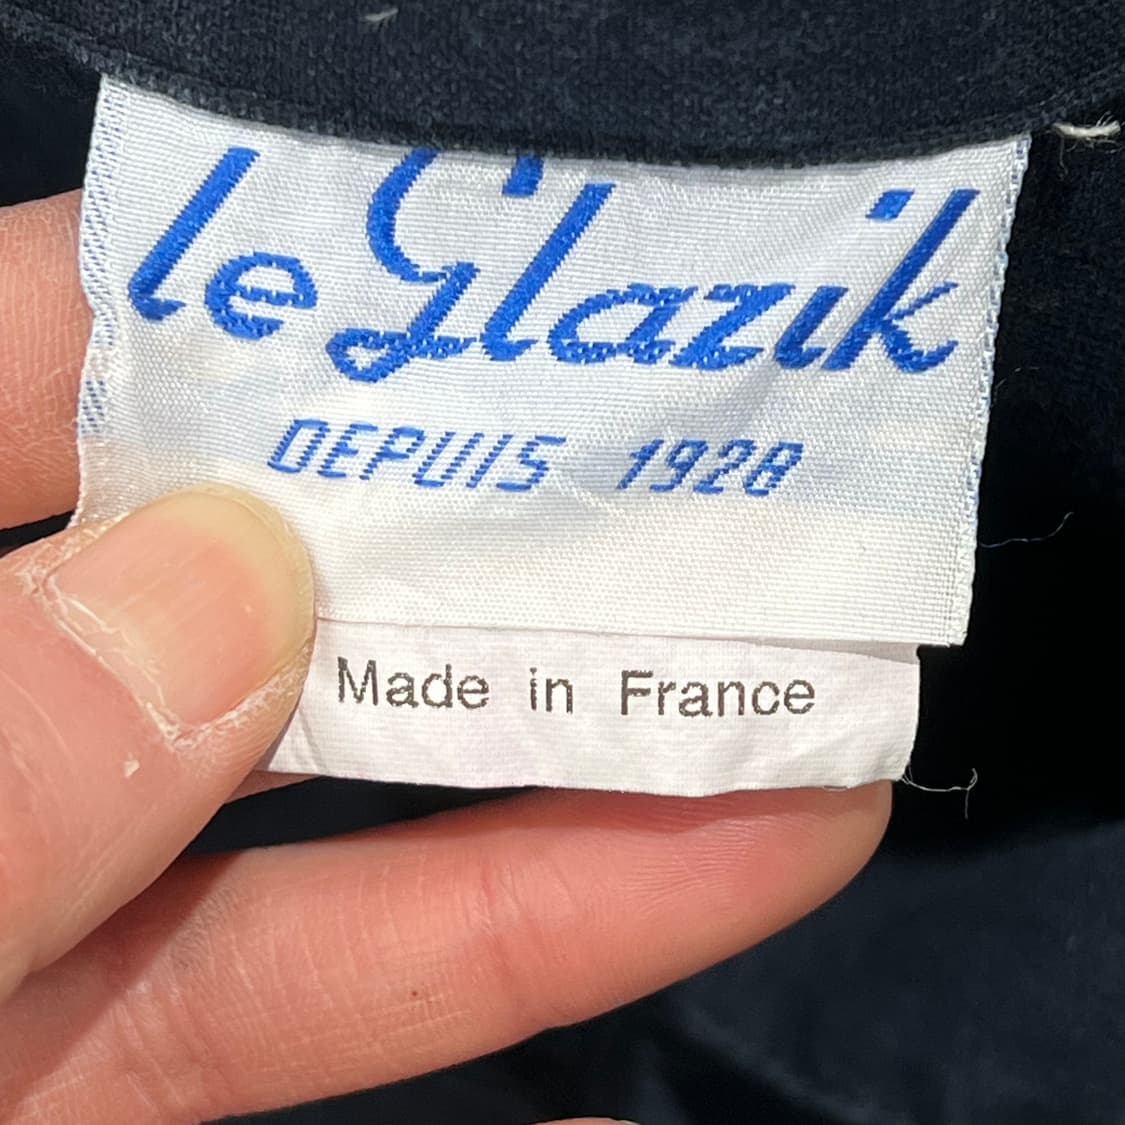 le Glazik
DEPUIS 1928
Made in France